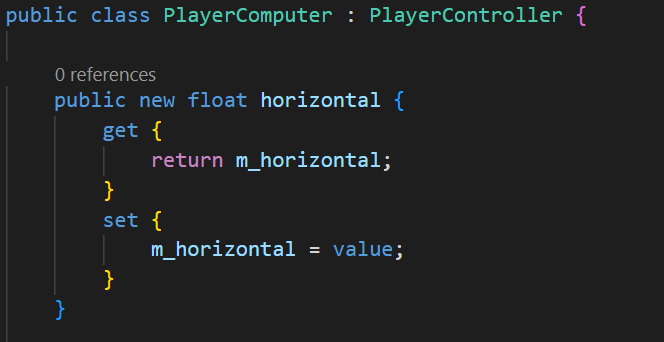 public class PlayerComputer : PlayerController {
0 references
public new float horizontal {
get {
return m_horizontal;
}
set {
m_horizontal = value;
}
}